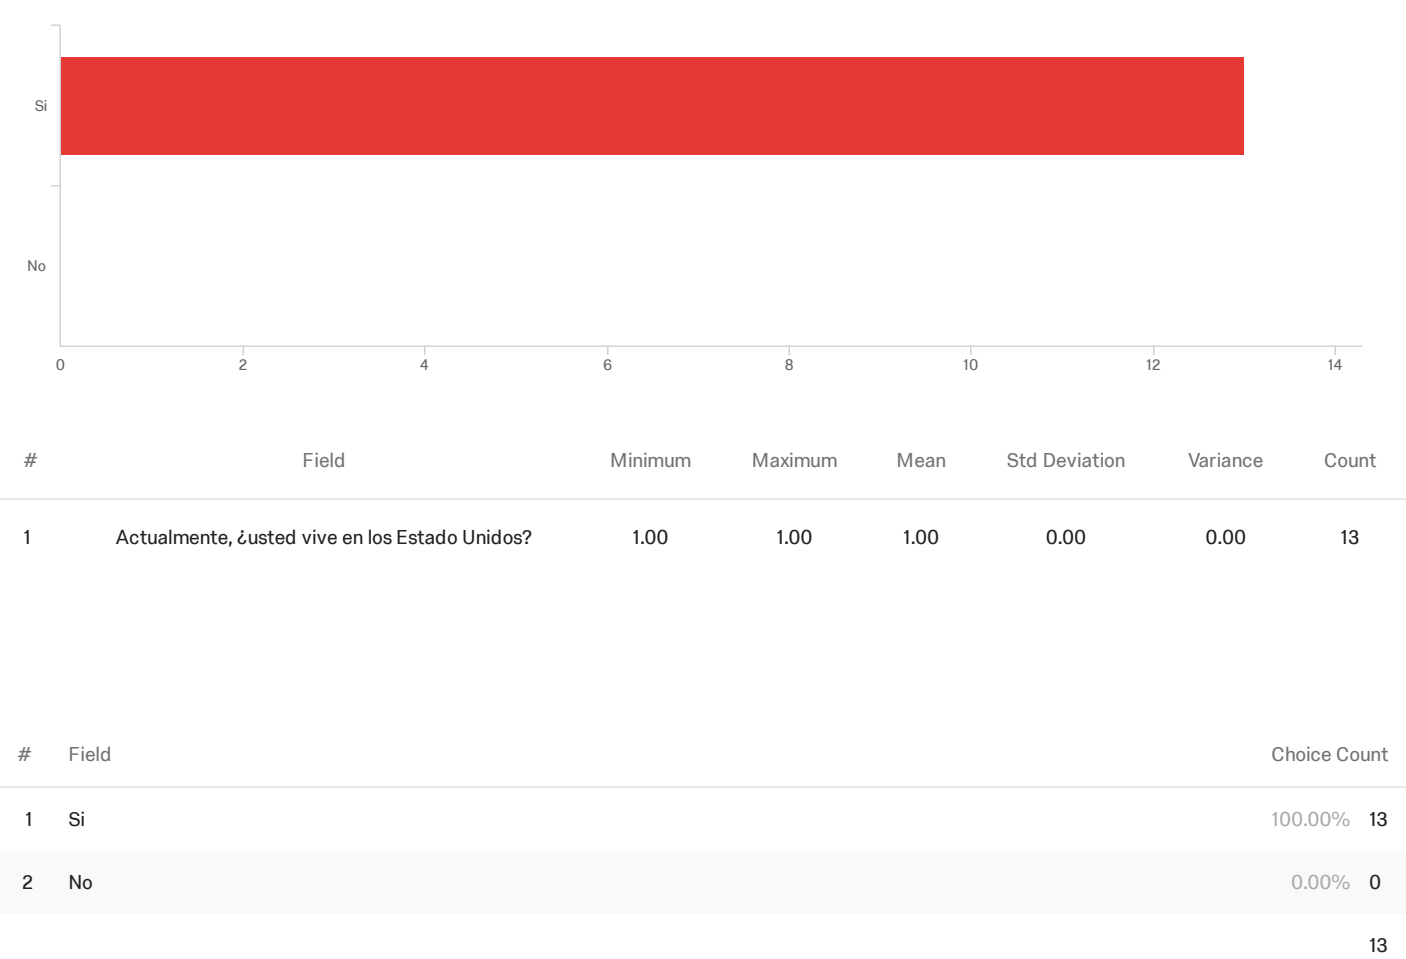 Si
No
0 2 4 6 8 10 12 14
# Field Minimum Maximum Mean Std Deviation Variance Count
1 Actualmente, ¿usted vive en los Estado Unidos? 1.00 1.00 1.00 0.00 0.00 13
# Field Choice Count
1 Si 100.00% 13
2 No 0.00% 0
13